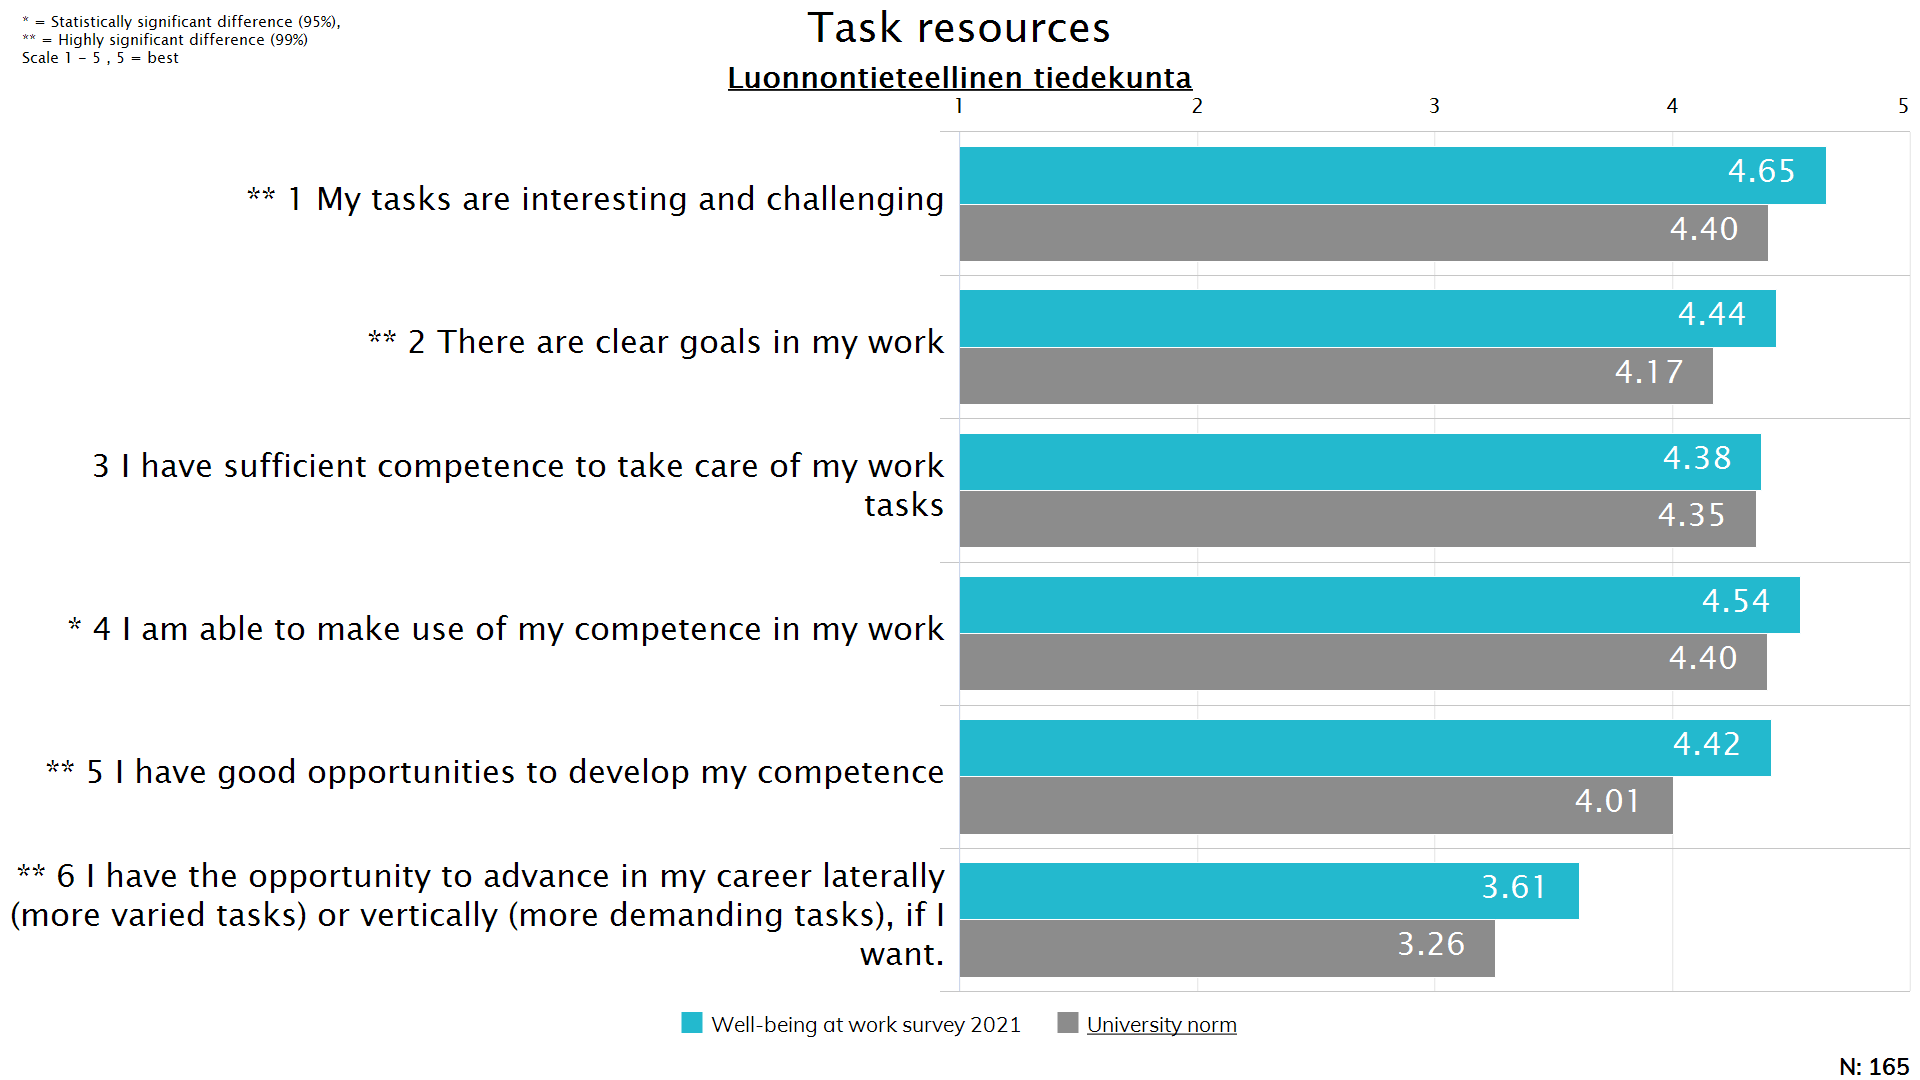 * = Statistically significant difference (95%),
** = Highly significant difference (99%)
Scale 1 - 5 , 5 = best
Task resources
Luonnontieteellinen tiedekunta
1 2 3 4 5
** 1 My tasks are interesting and challenging
4.65
4.40
** 2 There are clear goals in my work
4.44
4.17
3 I have sufficient competence to take care of my work
tasks
4.38
4.35
* 4 I am able to make use of my competence in my work
4.54
4.40
** 5 I have good opportunities to develop my competence
4.42
4.01
** 6 I have the opportunity to advance in my career laterally
(more varied tasks) or vertically (more demanding tasks), if I
want.
3.61
3.26
Well-being at work survey 2021 University norm
N: 165